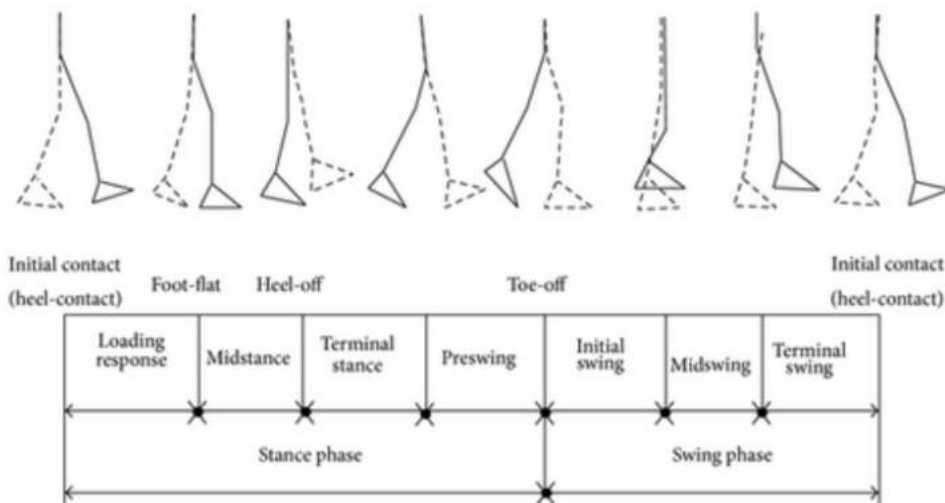 Initial contact
(heel-contact)
Foot-flat
Heel-off
Toe-off
Initial contact
(heel-contact)
Loading
response
Midstance
Terminal
stance
Preswing
Initial
swing
Midswing
Terminal
swing
Stance phase
Swing phase